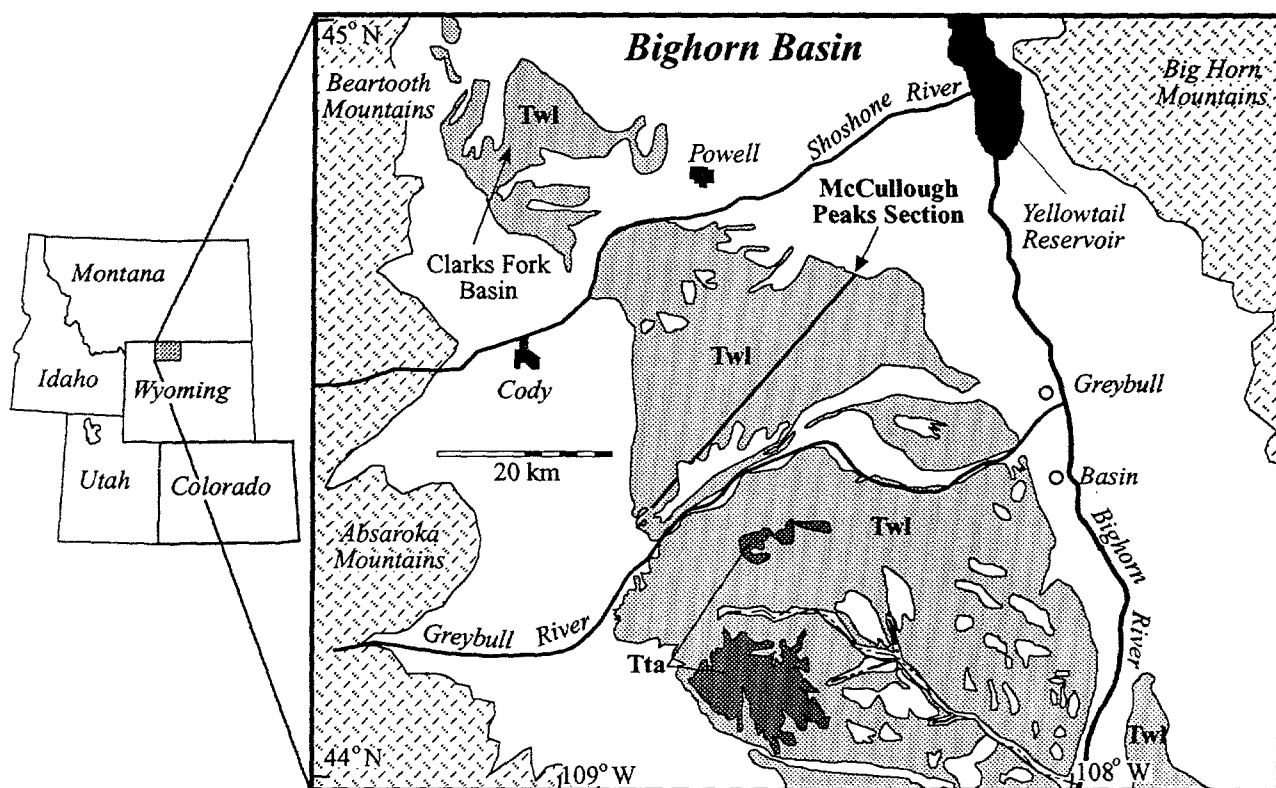 45° N
Bighorn Basin
Beartooth
Mountains
Big Horn
Mountains
Twl
Shoshone River
Powell
McCullough
Peaks Section
Yellowtail
Reservoir
Clarks Fork
Basin
Montana
Idaho
Wyoming
Utah
Colorado
Twl
Cody
Greybull
20 km
Basin
Absaroka
Mountains
Twl
Bighorn River
Greybull River
Tta
Twl
44° N
109° W
108° W